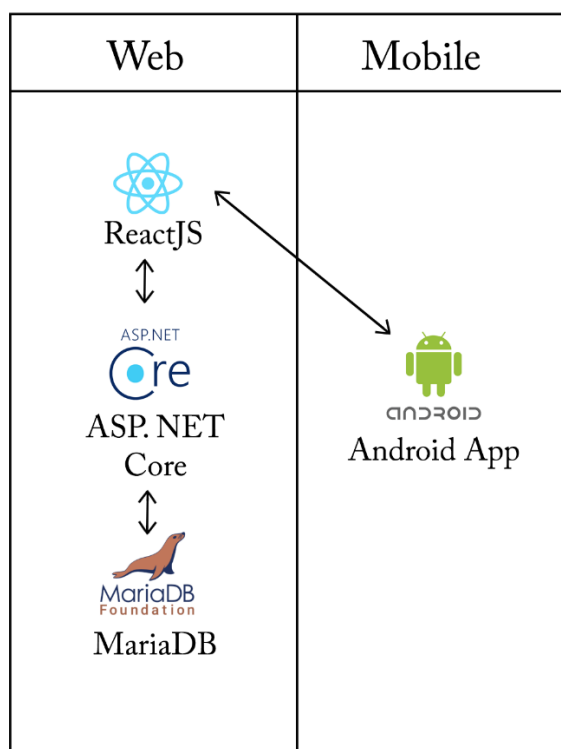 Web
Mobile
ReactJS
ASP.NET
Core
ASP. NET
Core
MariaDB
Foundation
MariaDB
android
Android App